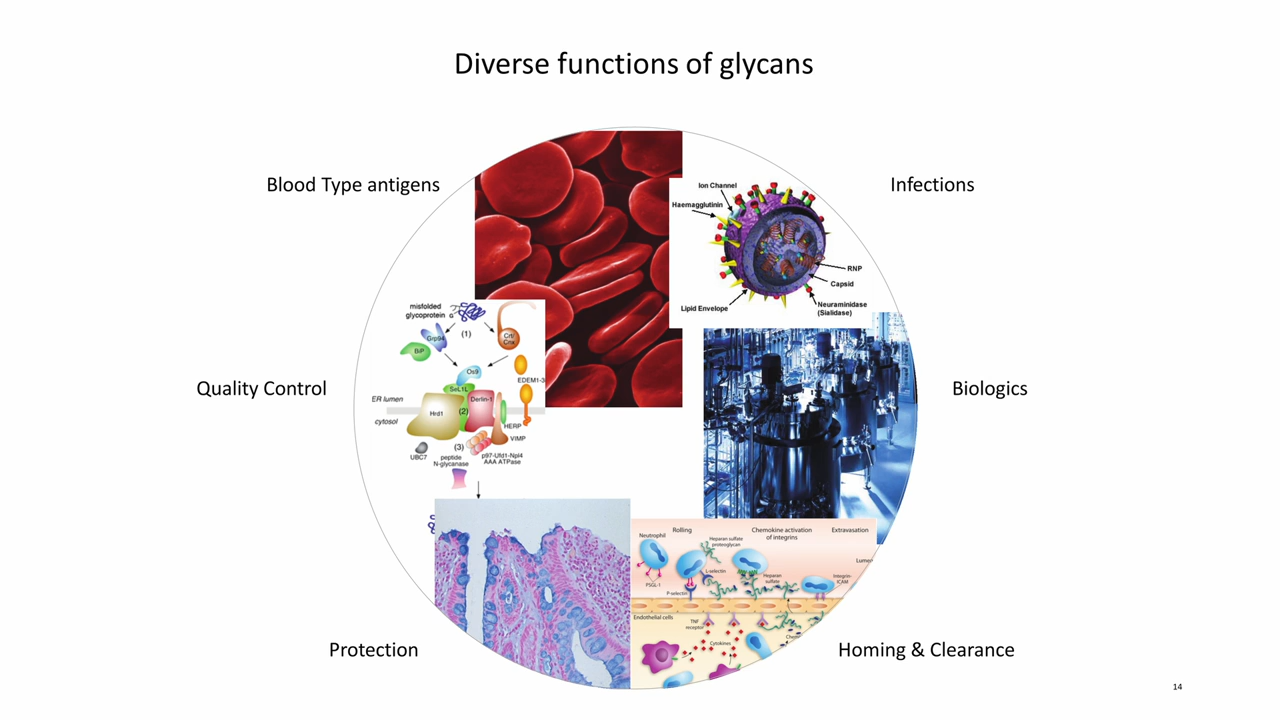 Diverse functions of glycans
Blood Type antigens
Infections
Ion Channel
Haemagglutinin
RNP
Capsid
Lipid Envelope
Neuraminidase
(Sialidase)
misfolded
glycoprotein
(1)
Grp94
Crt/
Cnx
BiP
Os9
EDEM1-3
SeL1L
Derlin-1
Hrd1
(2)
ER lumen
cytosol
HERP
VIMP
(3)
UBC7
peptide
N-glycanase
p97-Ufd1-Npl4
AAA ATPase
Quality Control
Biologics
Rolling
Chemokine activation
of integrins
Extravasation
Neutrophil
Heparan sulfate
proteoglycan
L-selectin
Heparan
sulfate
PSGL-1
P-selectin
Integrin-
ICAM
Endothelial cells
TNF
receptor
Cytokines
Protection
Homing & Clearance
14